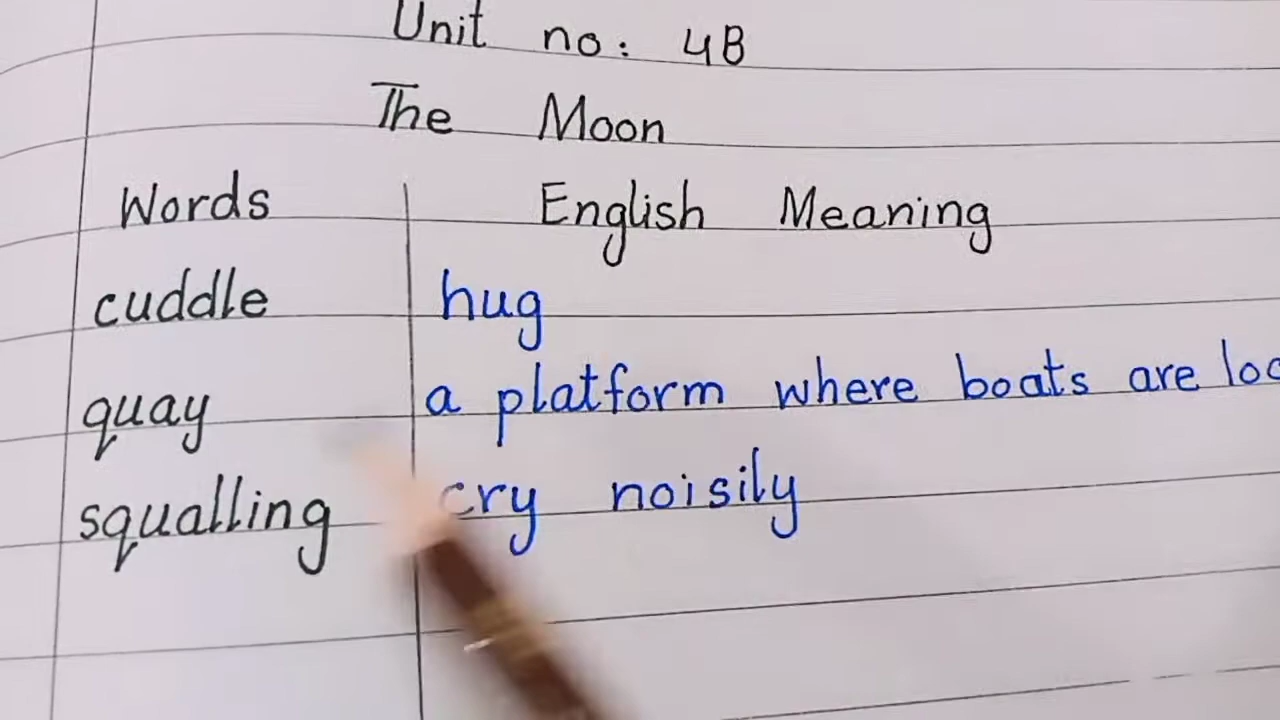 Unit no: 4B
The Moon
Words English Meaning
cuddle hug
quay a platform where boats are
squalling cry noisily